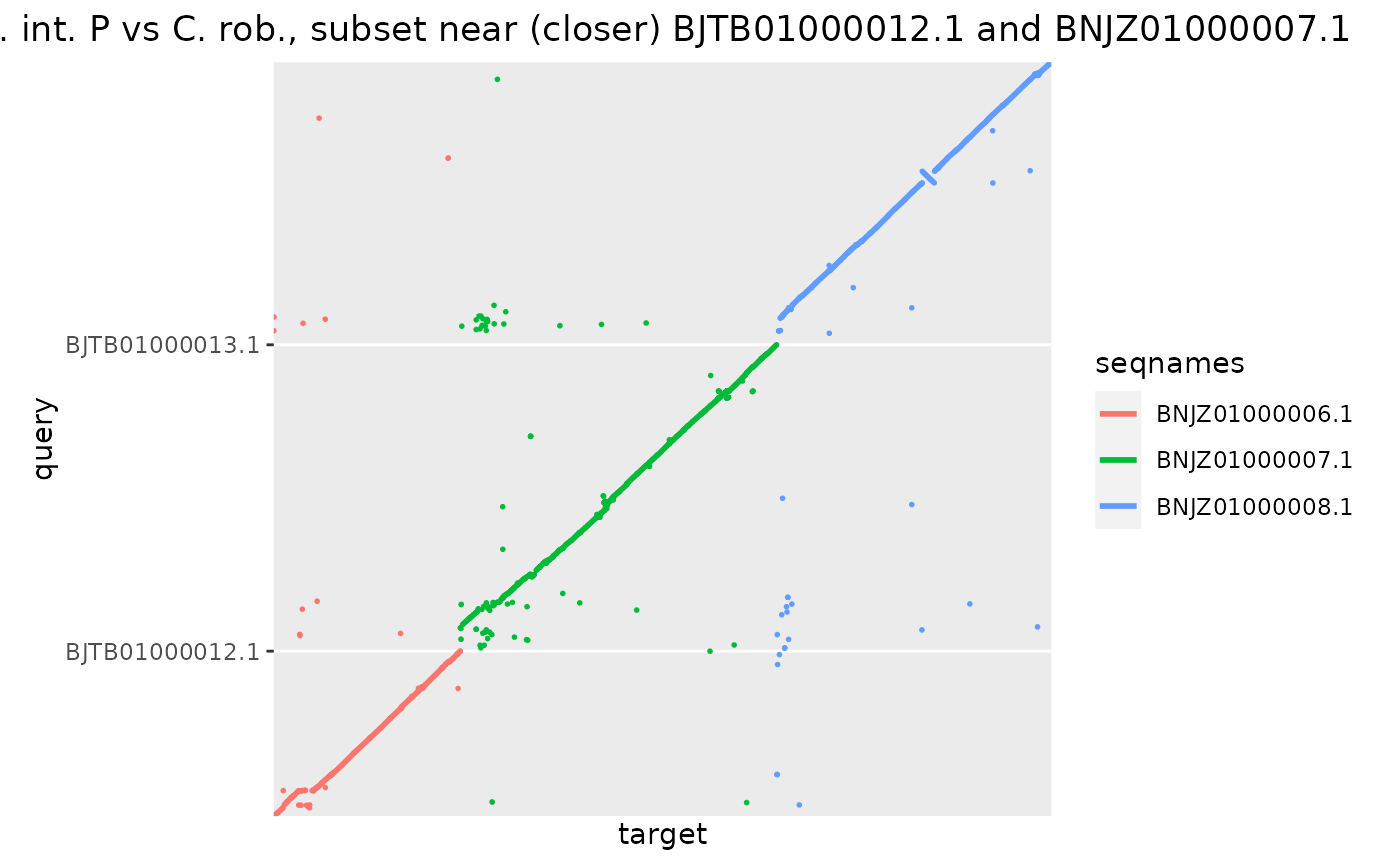 . int. P vs C. rob., subset near (closer) BJTB01000012.1 and BNJZ01000007.1
BJTB01000013.1
BJTB01000012.1
query
target
seqnames
BNJZ01000006.1
BNJZ01000007.1
BNJZ01000008.1